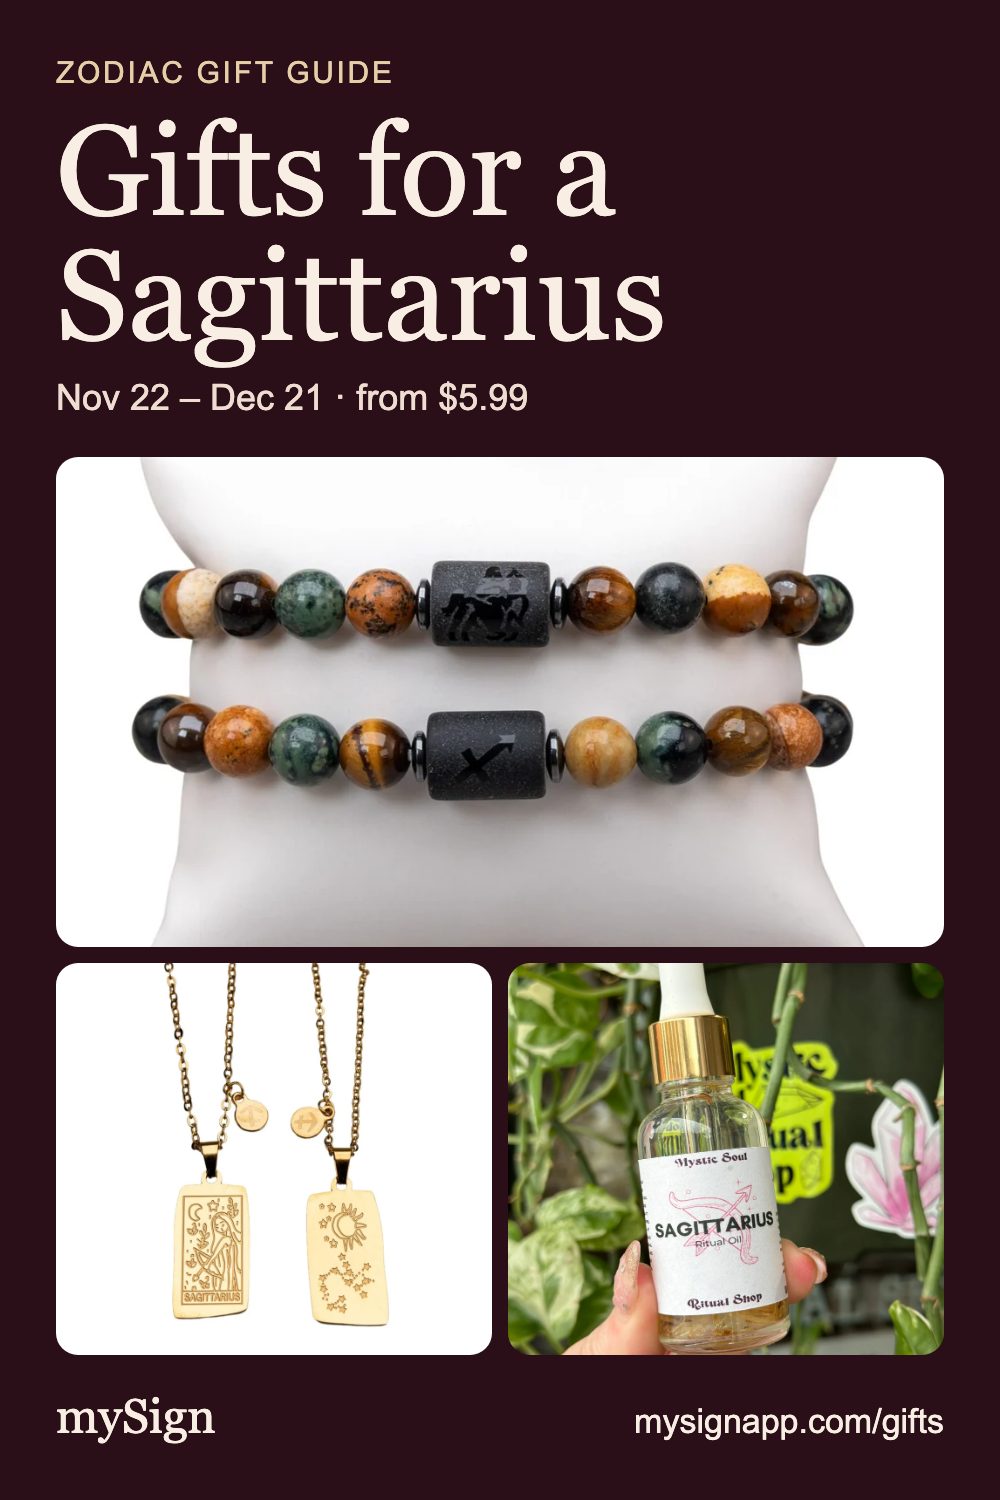 ZODIAC GIFT GUIDE
Gifts for a
Sagittarius
Nov 22 – Dec 21 · from $5.99
SAGITTARIUS
Mystic Soul
SAGITTARIUS
Ritual Oil
Ritual Shop
mySign
mysignapp.com/gifts